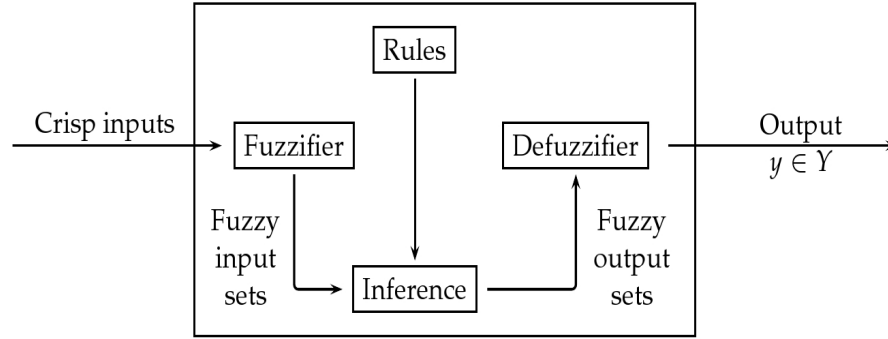 Rules
Crisp inputs
Fuzzifier
Defuzzifier
Output
y ∈ Y
Fuzzy
input
sets
Inference
Fuzzy
output
sets